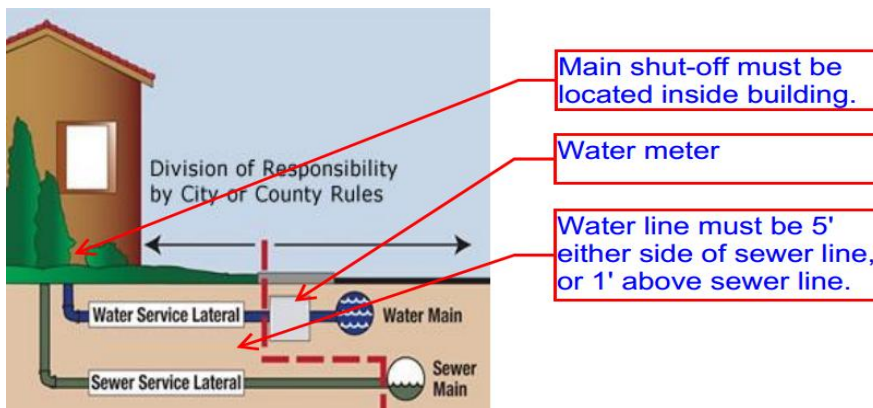 Main shut-off must be
located inside building.
Division of Responsibility
by City or County Rules
Water meter
Water line must be 5'
either side of sewer line,
or 1' above sewer line.
Water Service Lateral
Water Main
Sewer Service Lateral
Sewer
Main